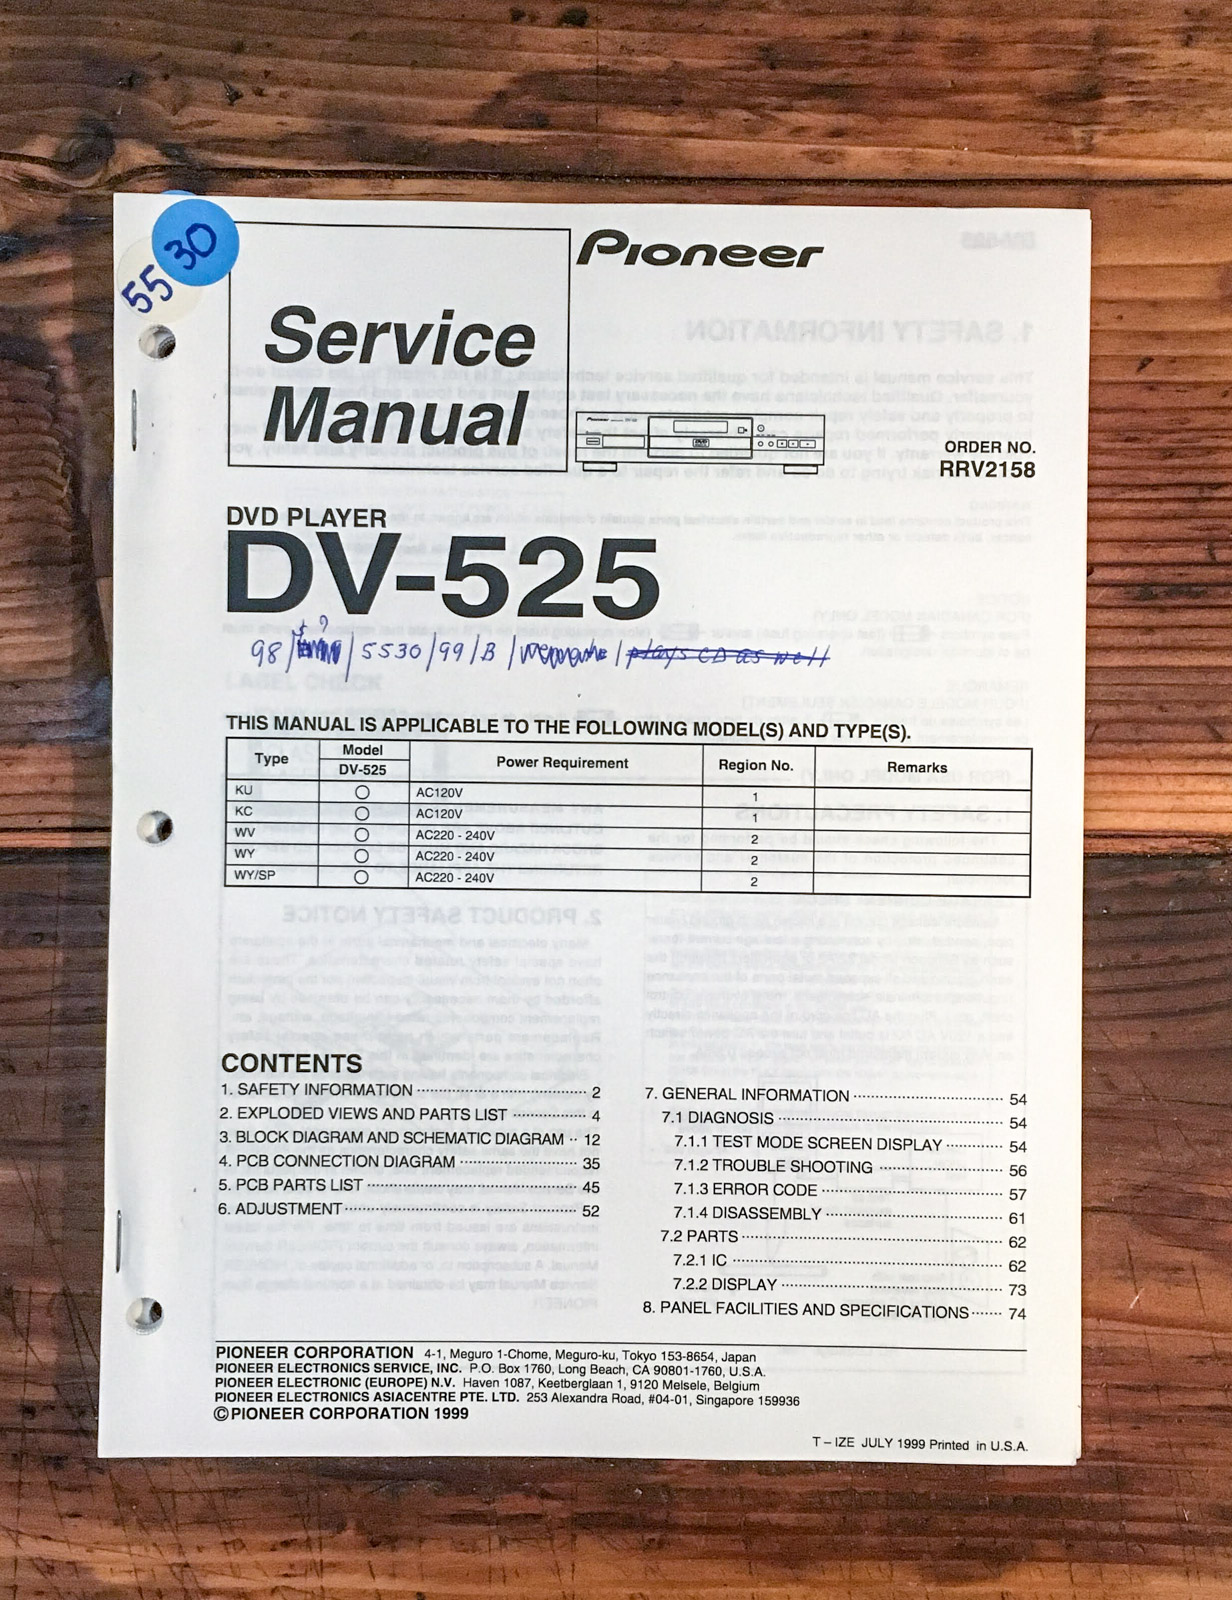 30
55
Pioneer
Service
Manual
ORDER NO.
RRV2158
DVD PLAYER
DV-525
98 / ? / 5530 / 99 / B / / plays CD as well
THIS MANUAL IS APPLICABLE TO THE FOLLOWING MODEL(S) AND TYPE(S).
Type Model Power Requirement Region No. Remarks
DV-525
KU ○ AC120V 1
KC ○ AC120V 1
WV ○ AC220 - 240V 2
WY ○ AC220 - 240V 2
WY/SP ○ AC220 - 240V 2
CONTENTS
1. SAFETY INFORMATION ······ 2
2. EXPLODED VIEWS AND PARTS LIST ······ 4
3. BLOCK DIAGRAM AND SCHEMATIC DIAGRAM ·· 12
4. PCB CONNECTION DIAGRAM ······ 35
5. PCB PARTS LIST ······ 45
6. ADJUSTMENT ······ 52
7. GENERAL INFORMATION ······ 54
7.1 DIAGNOSIS ······ 54
7.1.1 TEST MODE SCREEN DISPLAY ······ 54
7.1.2 TROUBLE SHOOTING ······ 56
7.1.3 ERROR CODE ······ 57
7.1.4 DISASSEMBLY ······ 61
7.2 PARTS ······ 62
7.2.1 IC ······ 62
7.2.2 DISPLAY ······ 73
8. PANEL FACILITIES AND SPECIFICATIONS ······ 74
PIONEER CORPORATION 4-1, Meguro 1-Chome, Meguro-ku, Tokyo 153-8654, Japan
PIONEER ELECTRONICS SERVICE, INC. P.O. Box 1760, Long Beach, CA 90801-1760, U.S.A.
PIONEER ELECTRONIC (EUROPE) N.V. Haven 1087, Keetberglaan 1, 9120 Melsele, Belgium
PIONEER ELECTRONICS ASIACENTRE PTE. LTD. 253 Alexandra Road, #04-01, Singapore 159936
©PIONEER CORPORATION 1999
T – IZE JULY 1999 Printed in U.S.A.